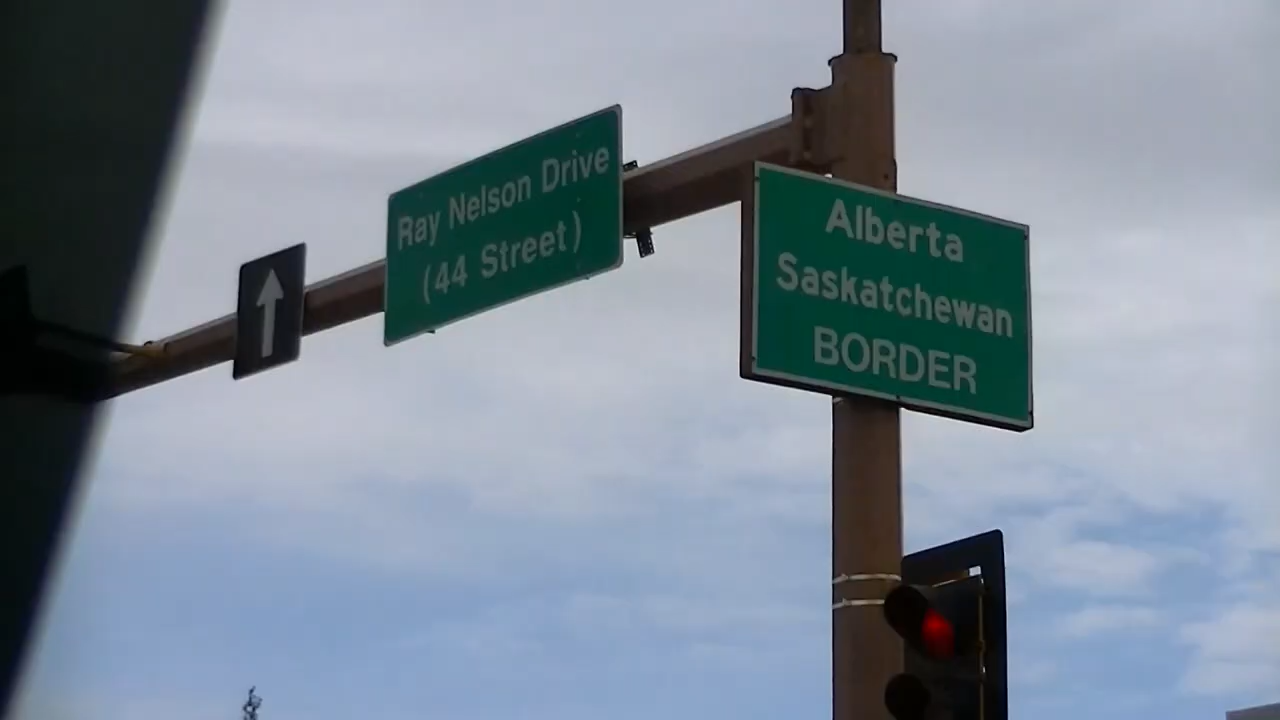 Ray Nelson Drive
(44 Street)
Alberta
Saskatchewan
BORDER